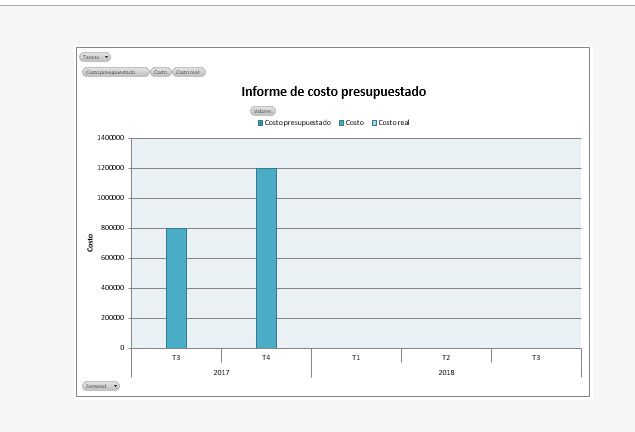 Tareas
Costo presupuestado Costo Costo real
Informe de costo presupuestado
Valores
Costo presupuestado Costo Costo real
1400000
1200000
1000000
800000
600000
400000
200000
0
Costo
T3 T4 T1 T2 T3
2017 2018
Semanal